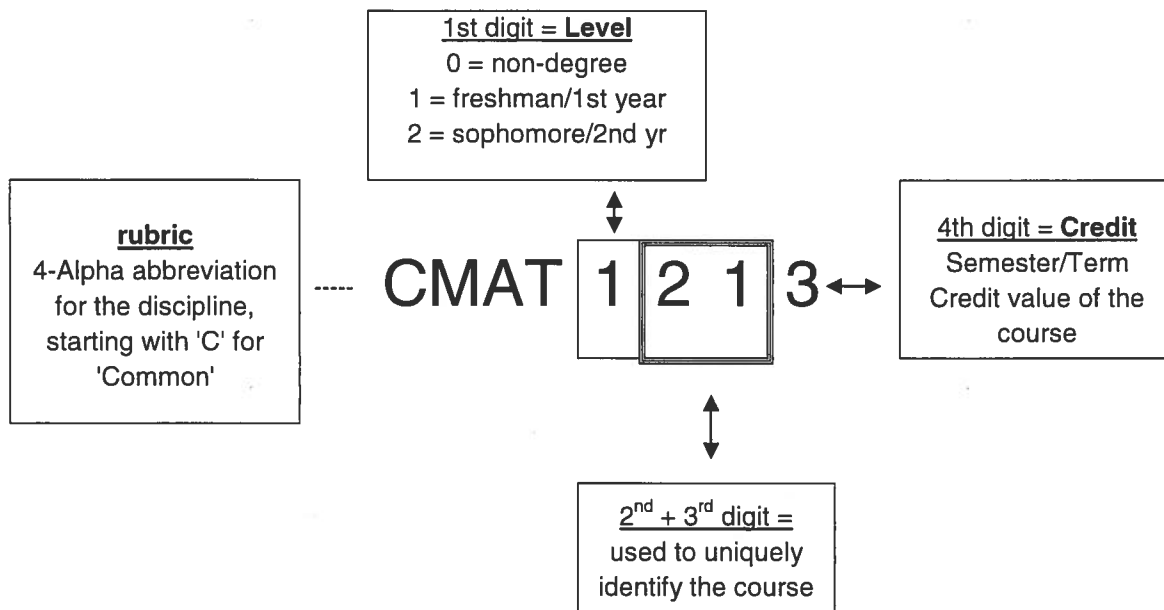 1st digit = Level
0 = non-degree
1 = freshman/1st year
2 = sophomore/2nd yr
rubric
4-Alpha abbreviation
for the discipline,
starting with 'C' for
'Common'
CMAT 1 2 1 3
4th digit = Credit
Semester/Term
Credit value of the
course
2nd + 3rd digit =
used to uniquely
identify the course